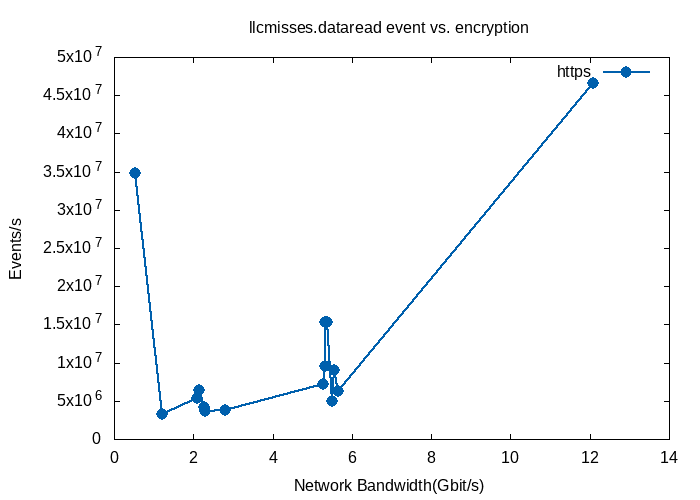 llcmisses.dataread event vs. encryption
5x10^7
4.5x10^7
4x10^7
3.5x10^7
3x10^7
2.5x10^7
2x10^7
1.5x10^7
1x10^7
5x10^6
0
https
Events/s
0 2 4 6 8 10 12 14
Network Bandwidth(Gbit/s)